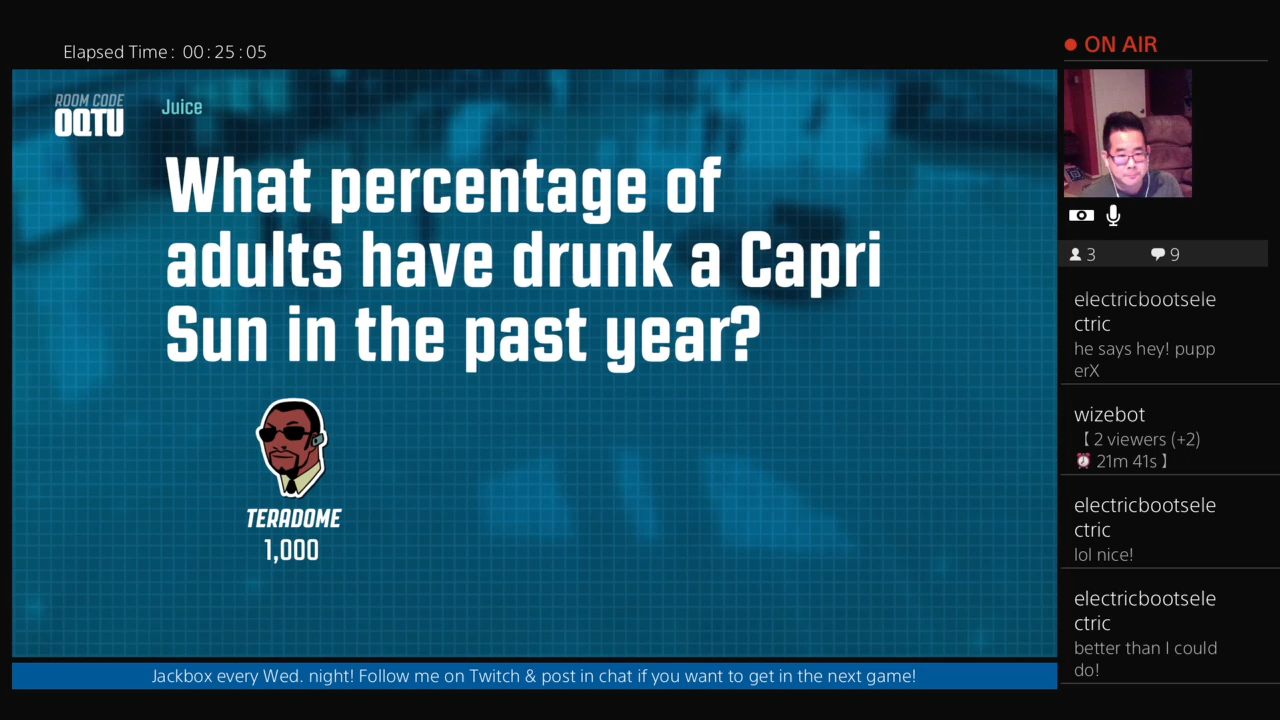 Elapsed Time: 00:25:05
ON AIR
ROOM CODE
OQTU
Juice
What percentage of
adults have drunk a Capri
Sun in the past year?
TERADOME
1,000
3
9
electricbootsele
ctric
he says hey! pupp
erX
wizebot
【2 viewers (+2)
⏰ 21m 41s】
electricbootsele
ctric
lol nice!
electricbootsele
ctric
better than I could
do!
Jackbox every Wed. night! Follow me on Twitch & post in chat if you want to get in the next game!